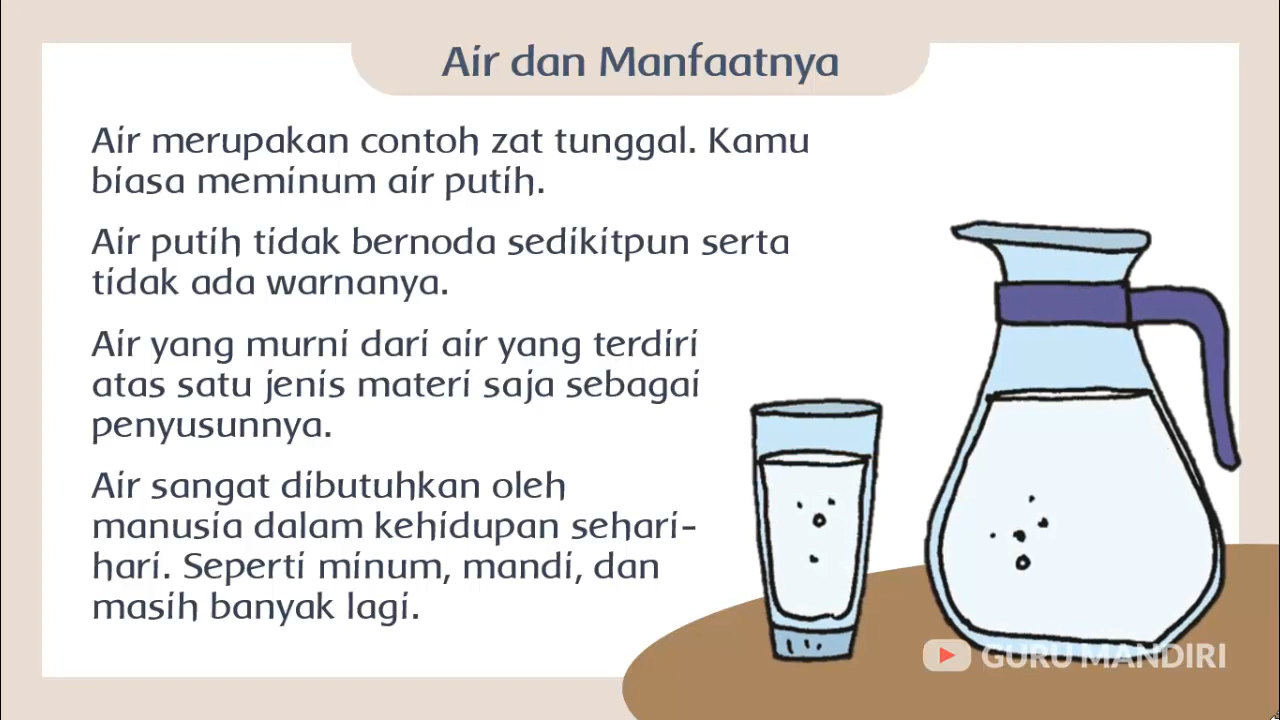 Air dan Manfaatnya
Air merupakan contoh zat tunggal. Kamu
biasa meminum air putih.
Air putih tidak bernoda sedikitpun serta
tidak ada warnanya.
Air yang murni dari air yang terdiri
atas satu jenis materi saja sebagai
penyusunnya.
Air sangat dibutuhkan oleh
manusia dalam kehidupan sehari-
hari. Seperti minum, mandi, dan
masih banyak lagi.
GURU MANDIRI